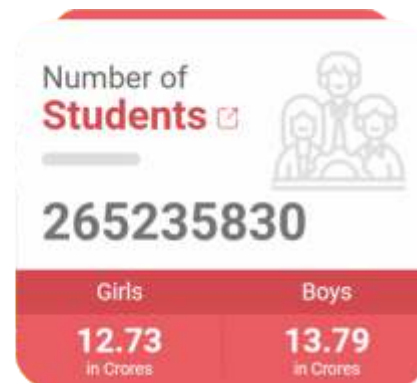 Number of
Students
265235830
Girls Boys
12.73 13.79
in Crores in Crores